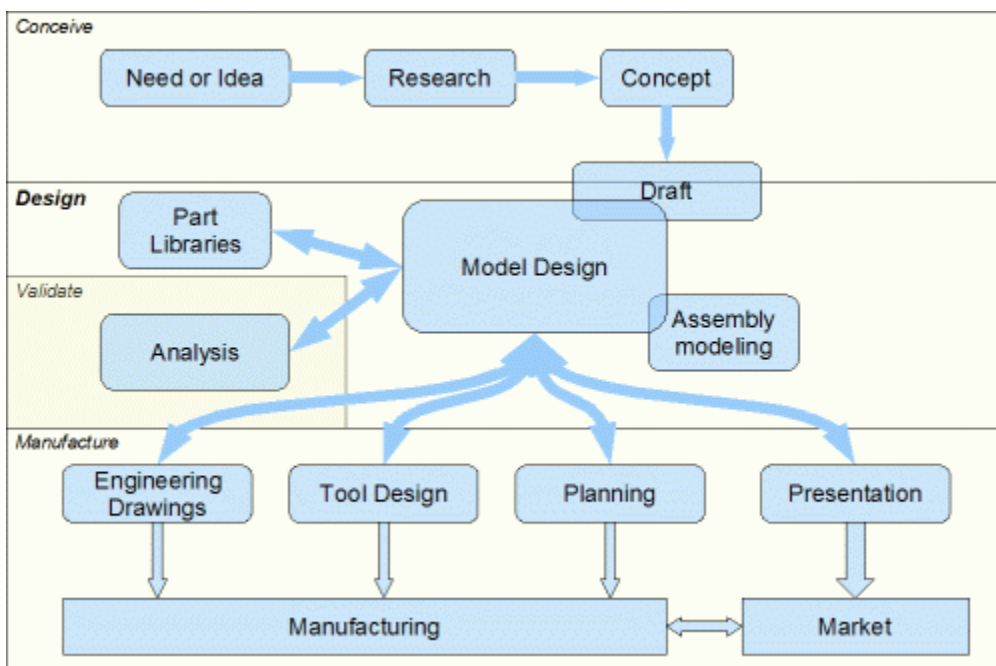 Conceive
Need or Idea
Research
Concept
Draft
Design
Part
Libraries
Model Design
Validate
Analysis
Assembly
modeling
Manufacture
Engineering
Drawings
Tool Design
Planning
Presentation
Manufacturing
Market